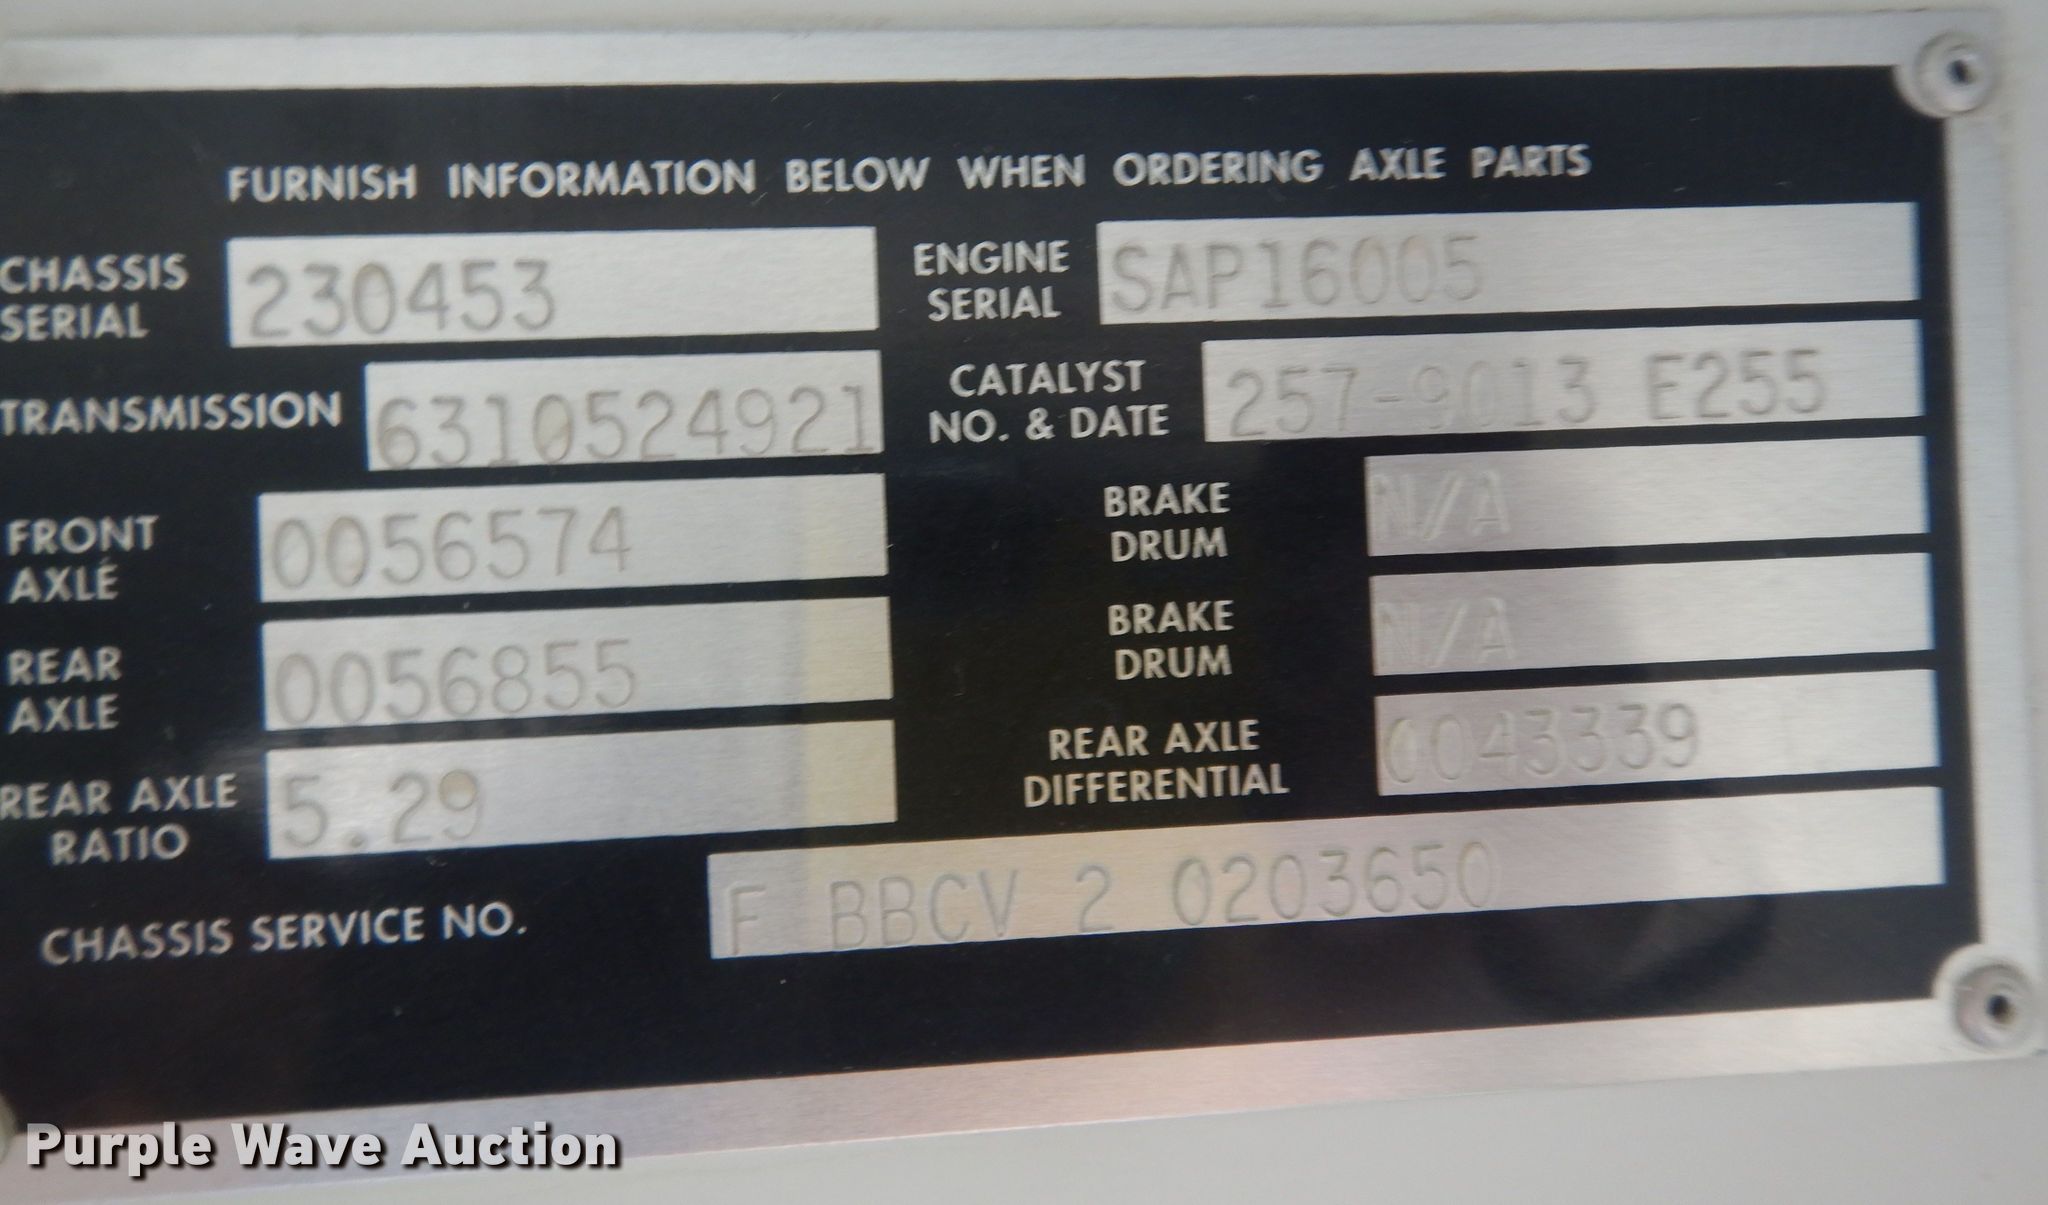 FURNISH INFORMATION BELOW WHEN ORDERING AXLE PARTS
CHASSIS SERIAL 230453
ENGINE SERIAL SAP16005
TRANSMISSION 6310524921
CATALYST NO. & DATE 257-9013 E255
FRONT AXLE 0056574
BRAKE DRUM N/A
REAR AXLE 0056855
BRAKE DRUM N/A
REAR AXLE RATIO 5.29
REAR AXLE DIFFERENTIAL 0043339
CHASSIS SERVICE NO. F BBCV 2 0203650
Purple Wave Auction